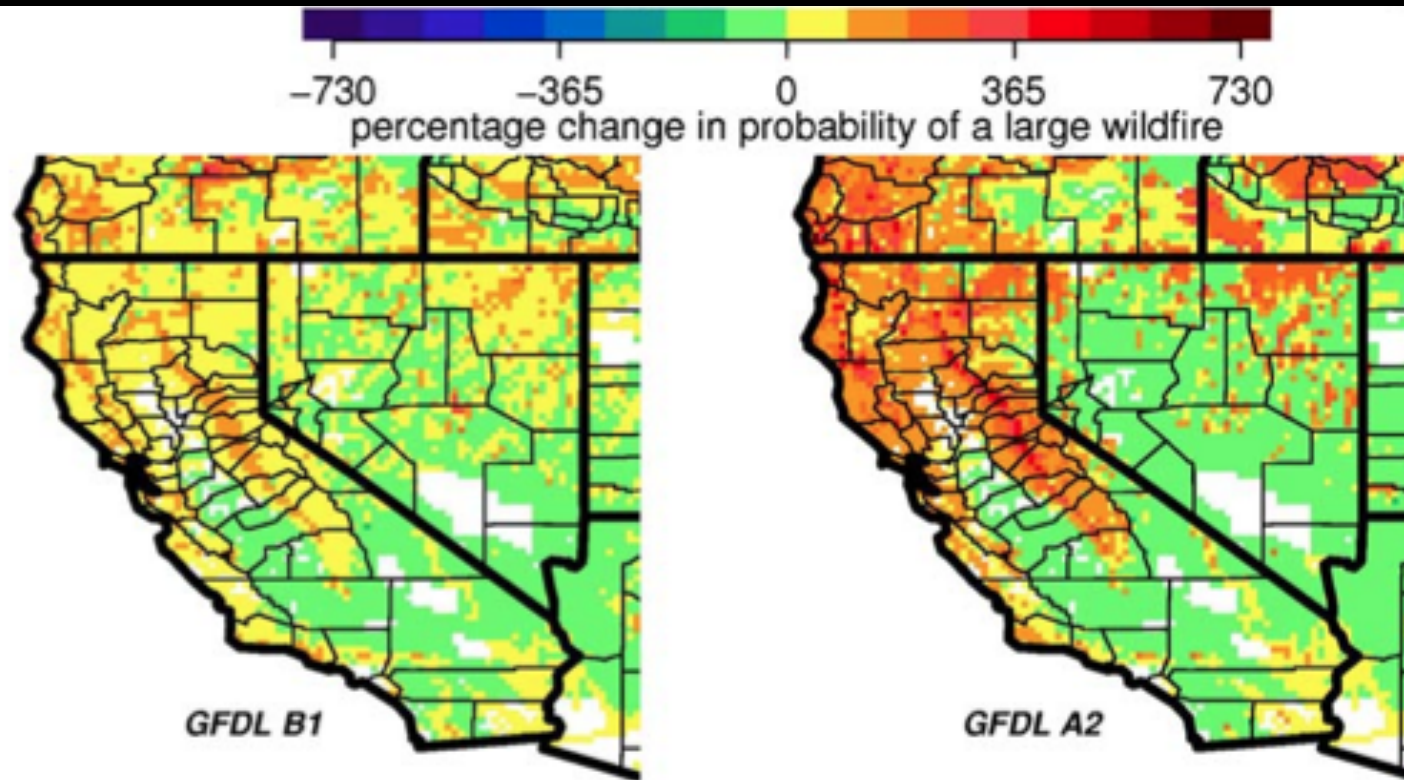 −730 −365 0 365 730
percentage change in probability of a large wildfire
GFDL B1
GFDL A2